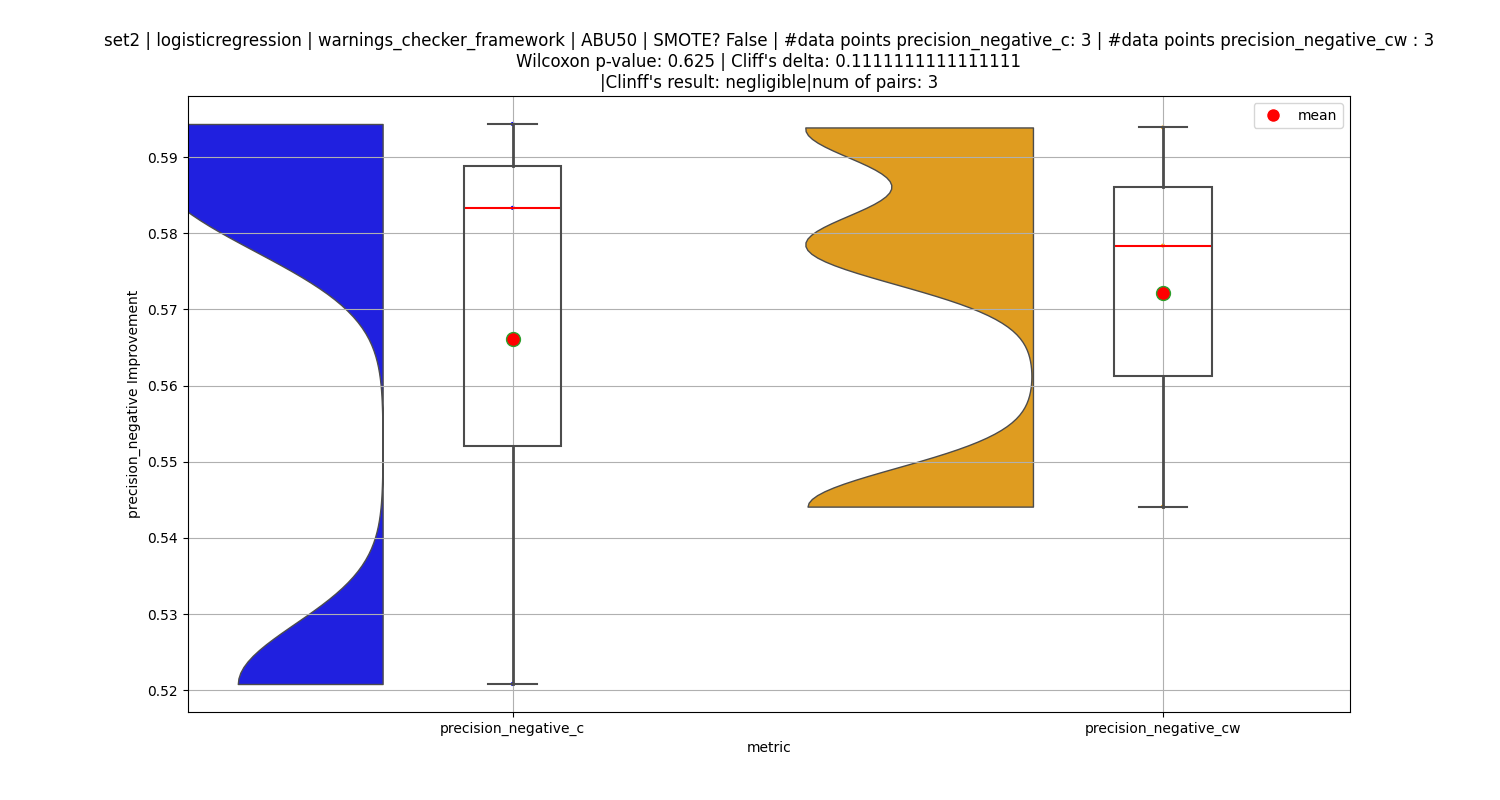 set2 | logisticregression | warnings_checker_framework | ABU50 | SMOTE? False | #data points precision_negative_c: 3 | #data points precision_negative_cw : 3
Wilcoxon p-value: 0.625 | Cliff's delta: 0.1111111111111111
|Clinff's result: negligible|num of pairs: 3
mean
precision_negative Improvement
0.59
0.58
0.57
0.56
0.55
0.54
0.53
0.52
precision_negative_c
precision_negative_cw
metric